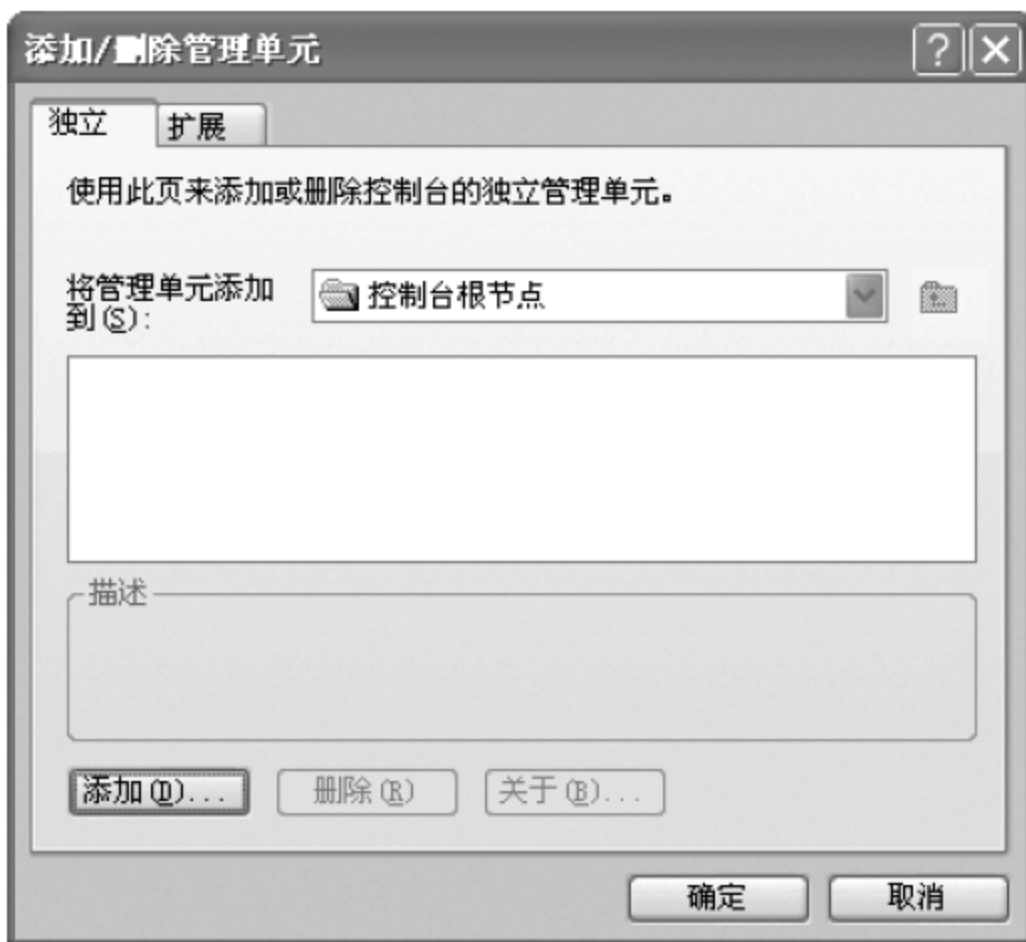 添加/删除管理单元
独立
扩展
使用此页来添加或删除控制台的独立管理单元。
将管理单元添加
到(S):
控制台根节点
描述
添加(D)...
删除(R)
关于(B)...
确定
取消